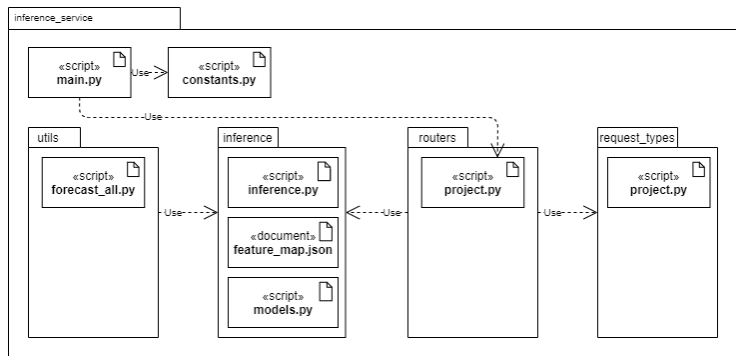 inference_service
«script»
main.py
Use
«script»
constants.py
Use
utils
«script»
forecast_all.py
Use
inference
«script»
inference.py
«document»
feature_map.json
«script»
models.py
Use
routers
«script»
project.py
Use
request_types
«script»
project.py